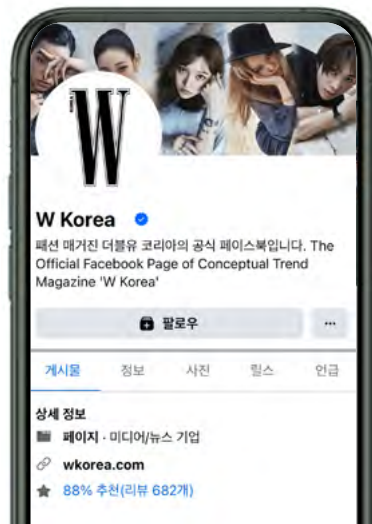 W
W Korea
패션 매거진 더블유 코리아의 공식 페이스북입니다. The
Official Facebook Page of Conceptual Trend
Magazine 'W Korea'
팔로우
게시물 정보 사진 릴스 언급
상세 정보
페이지 · 미디어/뉴스 기업
wkorea.com
88% 추천(리뷰 682개)